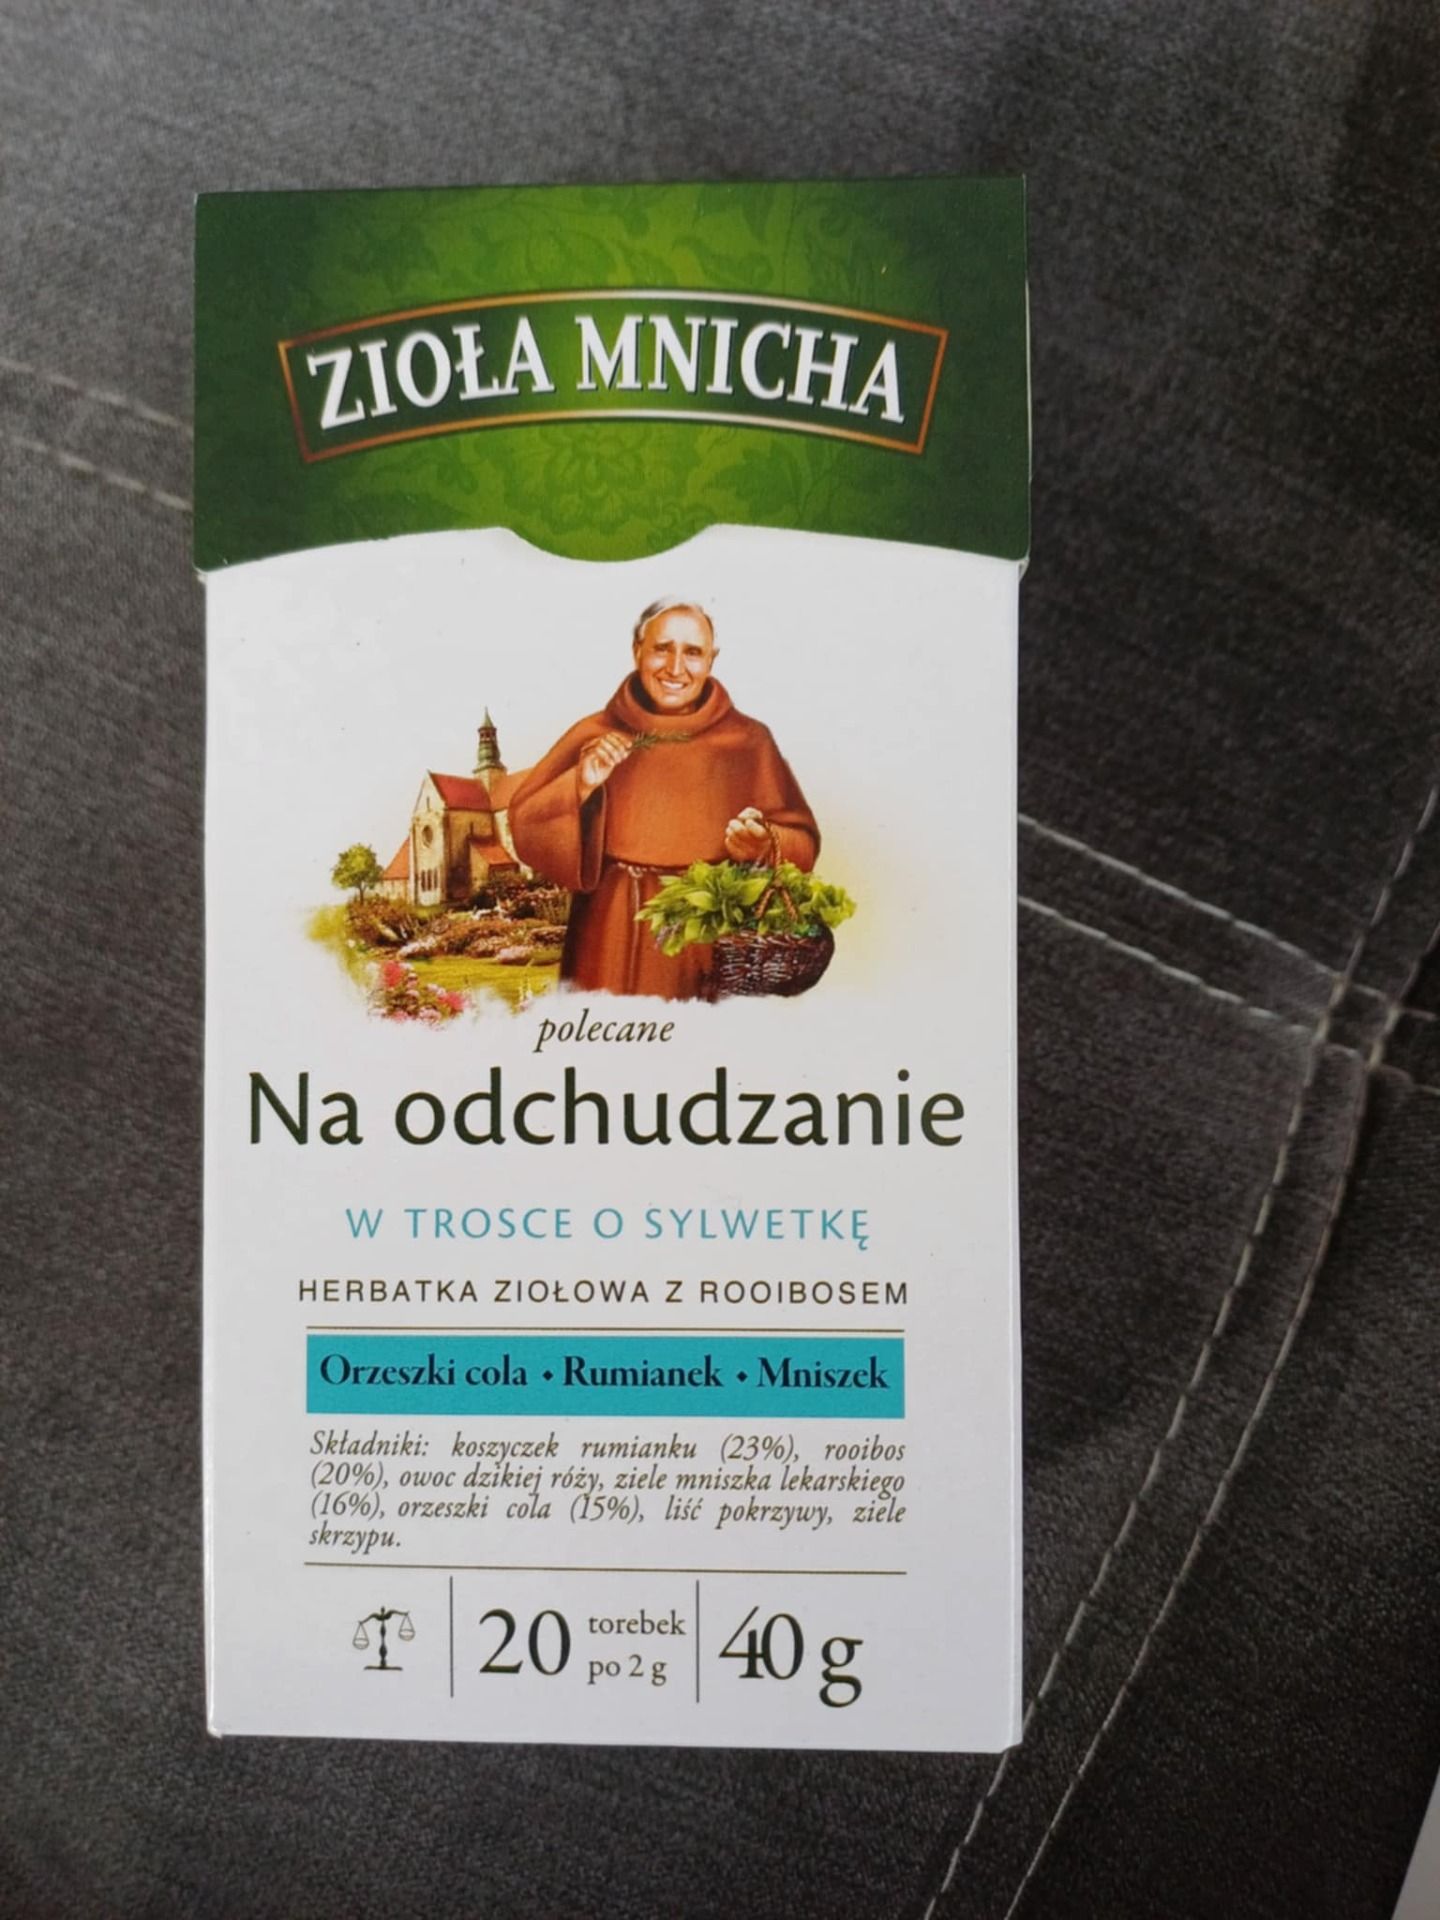 ZIOŁA MNICHA
polecane
Na odchudzanie
W TROSCE O SYLWETKĘ
HERBATKA ZIOŁOWA Z ROOIBOSEM
Orzeszki cola • Rumianek • Mniszek
Składniki: koszyczek rumianku (23%), rooibos
(20%), owoc dzikiej róży, ziele mniszka lekarskiego
(16%), orzeszki cola (15%), liść pokrzywy, ziele
skrzypu.
20 torebek
po 2 g
40 g